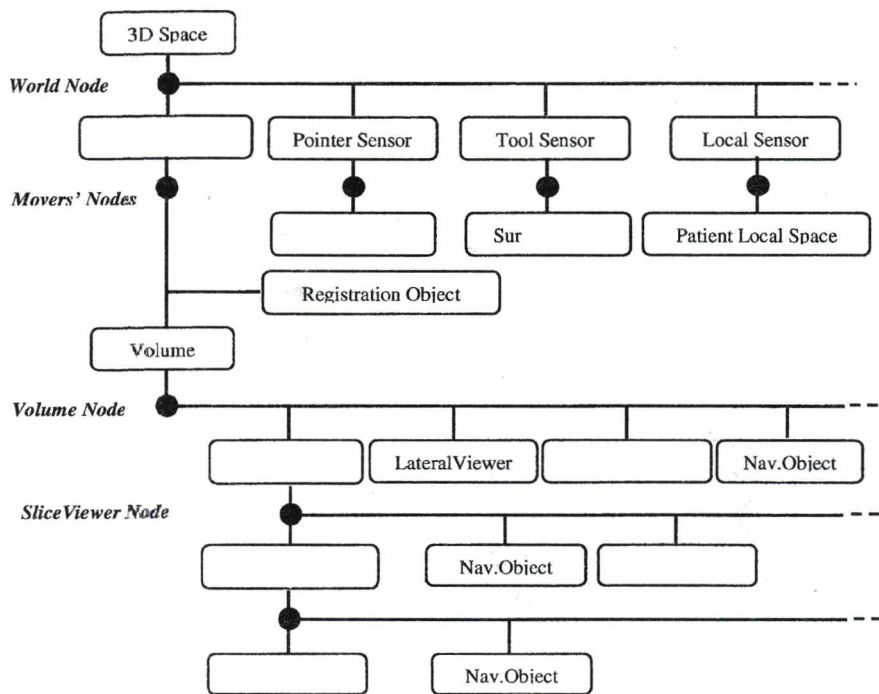 3D Space
World Node
Pointer Sensor
Tool Sensor
Local Sensor
Movers' Nodes
Sur
Patient Local Space
Registration Object
Volume
Volume Node
LateralViewer
Nav.Object
SliceViewer Node
Nav.Object
Nav.Object